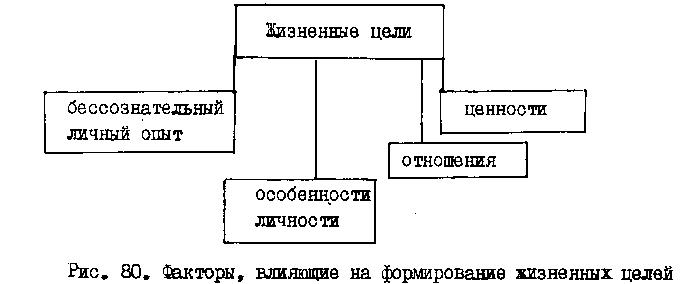 Жизненные цели
бессознательный
личный опыт
ценности
отношения
особенности
личности
Рис. 80. Факторы, влияющие на формирование жизненных целей